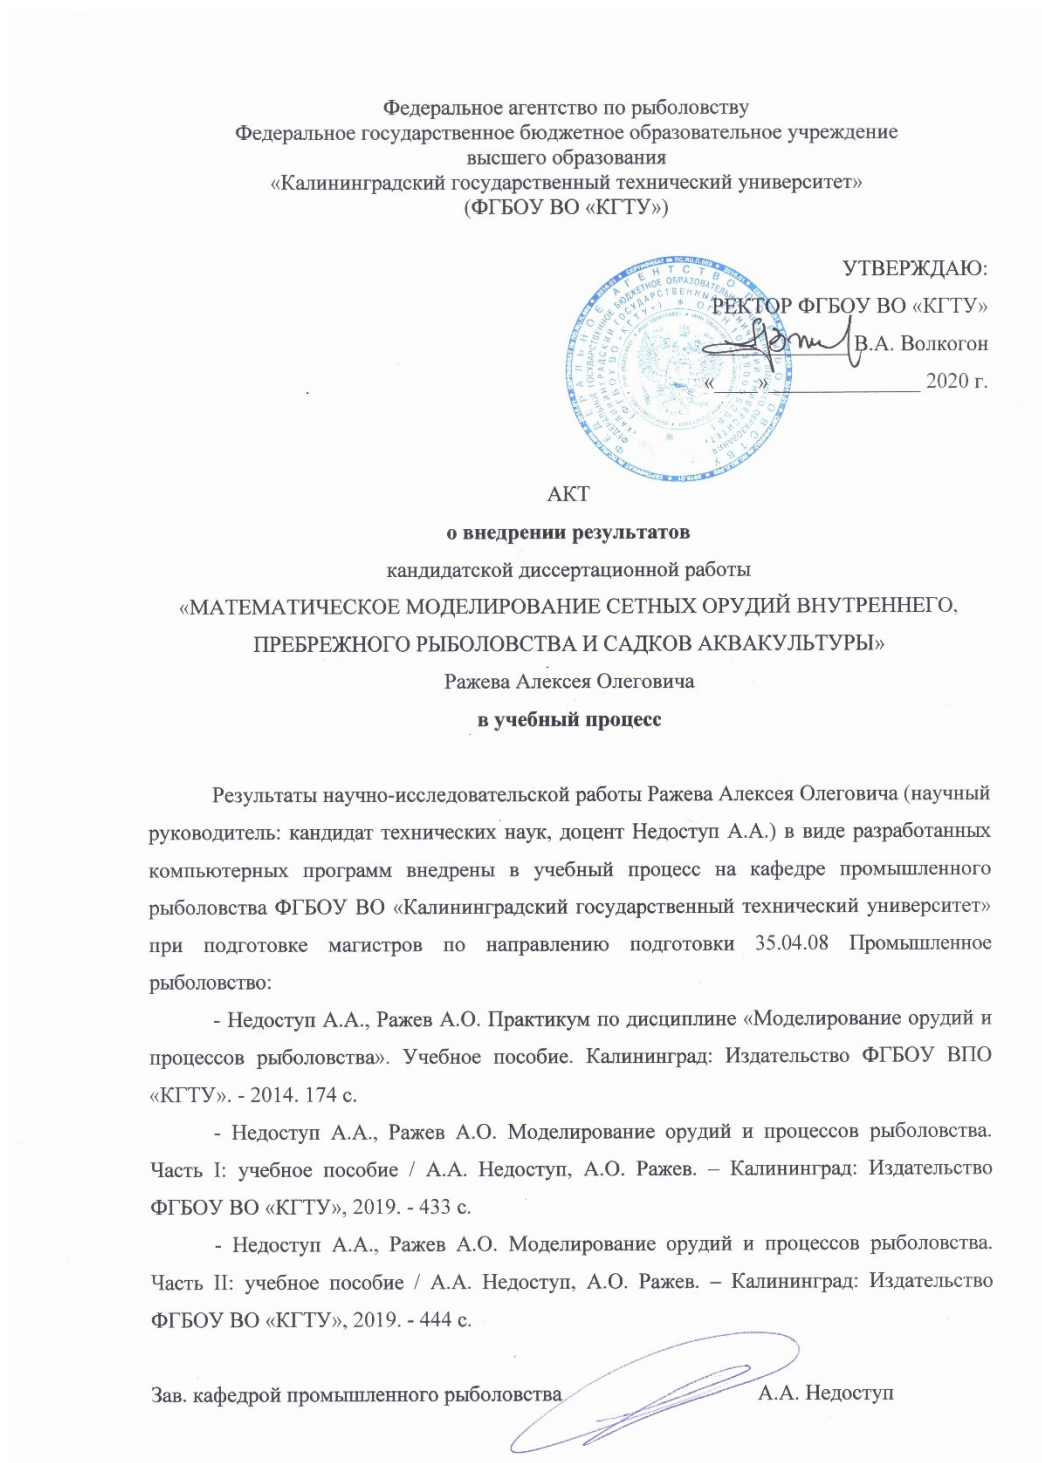 Федеральное агентство по рыболовству
Федеральное государственное бюджетное образовательное учреждение
высшего образования
«Калининградский государственный технический университет»
(ФГБОУ ВО «КГТУ»)
УТВЕРЖДАЮ:
РЕКТОР ФГБОУ ВО «КГТУ»
В.А. Волкогон
«___»______________ 2020 г.
АКТ
о внедрении результатов
кандидатской диссертационной работы
«МАТЕМАТИЧЕСКОЕ МОДЕЛИРОВАНИЕ СЕТНЫХ ОРУДИЙ ВНУТРЕННЕГО,
ПРЕБРЕЖНОГО РЫБОЛОВСТВА И САДКОВ АКВАКУЛЬТУРЫ»
Ражева Алексея Олеговича
в учебный процесс
Результаты научно-исследовательской работы Ражева Алексея Олеговича (научный
руководитель: кандидат технических наук, доцент Недоступ А.А.) в виде разработанных
компьютерных программ внедрены в учебный процесс на кафедре промышленного
рыболовства ФГБОУ ВО «Калининградский государственный технический университет»
при подготовке магистров по направлению подготовки 35.04.08 Промышленное
рыболовство:
- Недоступ А.А., Ражев А.О. Практикум по дисциплине «Моделирование орудий и
процессов рыболовства». Учебное пособие. Калининград: Издательство ФГБОУ ВПО
«КГТУ». - 2014. 174 с.
- Недоступ А.А., Ражев А.О. Моделирование орудий и процессов рыболовства.
Часть I: учебное пособие / А.А. Недоступ, А.О. Ражев. – Калининград: Издательство
ФГБОУ ВО «КГТУ», 2019. - 433 с.
- Недоступ А.А., Ражев А.О. Моделирование орудий и процессов рыболовства.
Часть II: учебное пособие / А.А. Недоступ, А.О. Ражев. – Калининград: Издательство
ФГБОУ ВО «КГТУ», 2019. - 444 с.
Зав. кафедрой промышленного рыболовства А.А. Недоступ